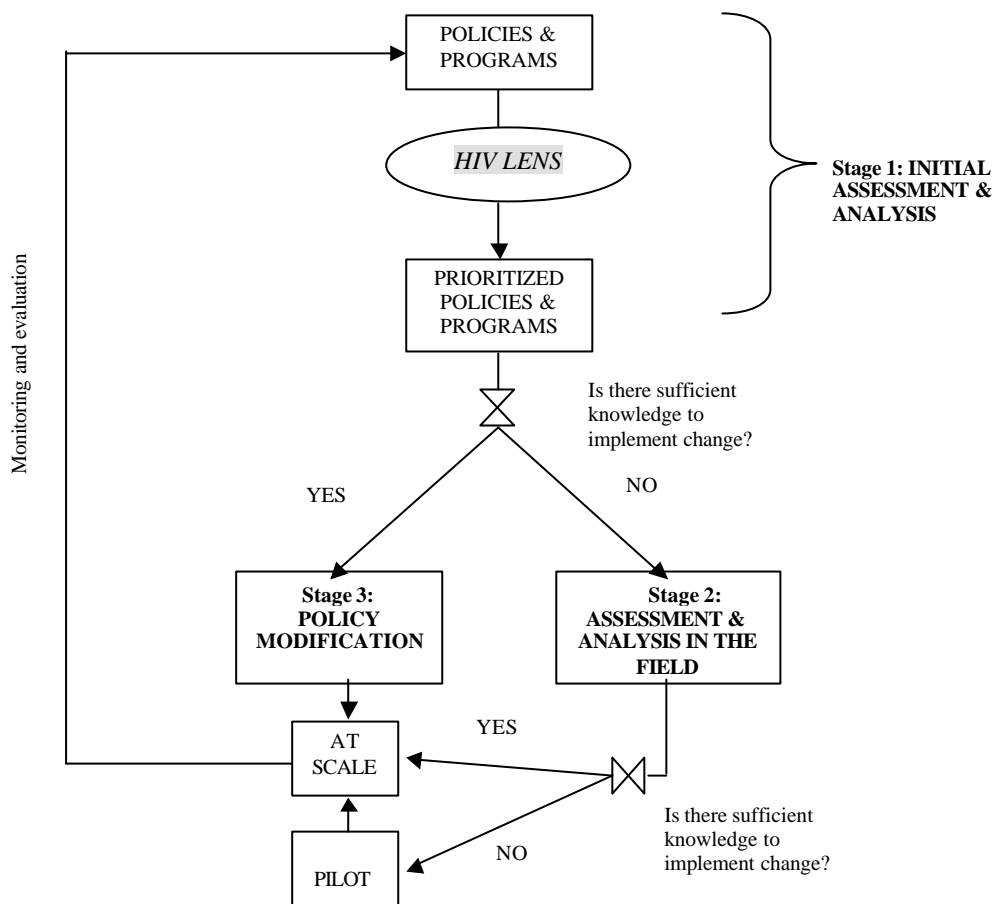 POLICIES &
PROGRAMS
HIV LENS
Stage 1: INITIAL
ASSESSMENT &
ANALYSIS
PRIORITIZED
POLICIES &
PROGRAMS
Monitoring and evaluation
Is there sufficient
knowledge to
implement change?
YES
NO
Stage 3:
POLICY
MODIFICATION
Stage 2:
ASSESSMENT &
ANALYSIS IN THE
FIELD
AT
SCALE
YES
Is there sufficient
knowledge to
implement change?
NO
PILOT